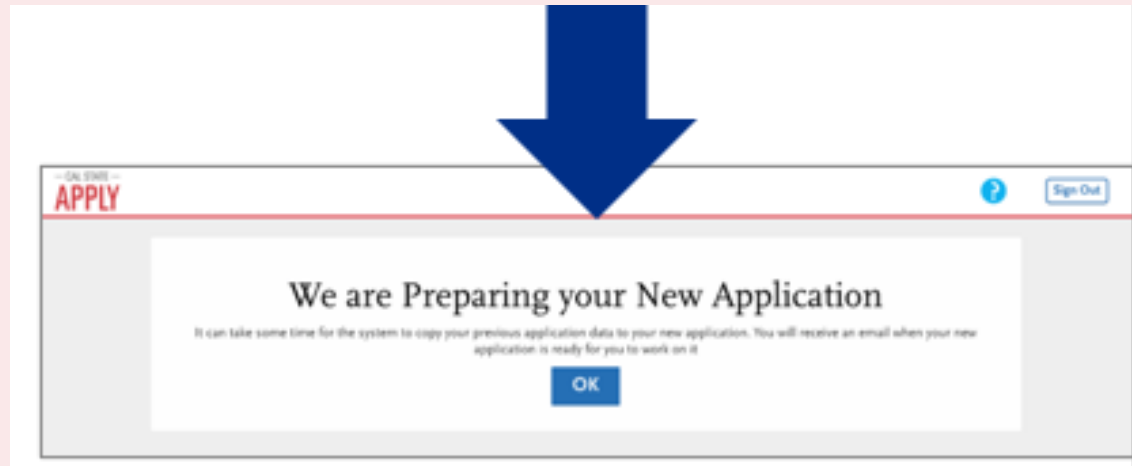 — CAL STATE —
APPLY
? Sign Out
We are Preparing your New Application
It can take some time for the system to copy your previous application data to your new application. You will receive an email when your new
application is ready for you to work on it
OK